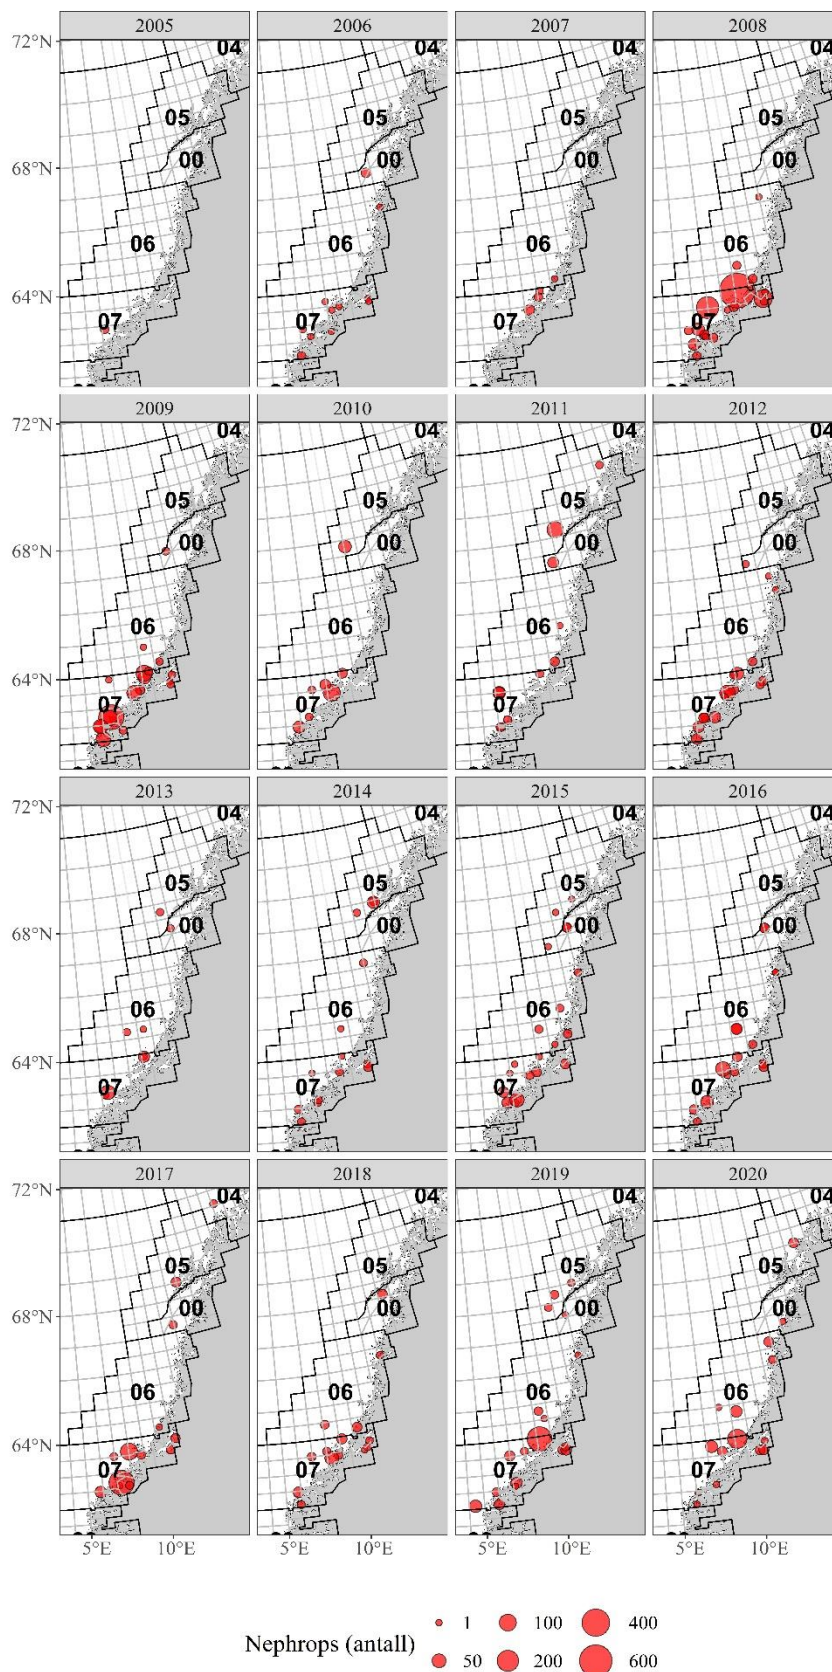 2005 2006 2007 2008
72°N 04 04 04 04
05 05 05 05
68°N 00 00 00 00
06 06 06 06
64°N
07 07 07 07
2009 2010 2011 2012
72°N 04 04 04 04
05 05 05 05
68°N 00 00 00 00
06 06 06 06
64°N
07 07 07 07
2013 2014 2015 2016
72°N 04 04 04 04
05 05 05 05
68°N 00 00 00 00
06 06 06 06
64°N
07 07 07 07
2017 2018 2019 2020
72°N 04 04 04 04
05 05 05 05
68°N 00 00 00 00
06 06 06 06
64°N
07 07 07 07
5°E 10°E 5°E 10°E 5°E 10°E 5°E 10°E
Nephrops (antall)
1 100 400
50 200 600